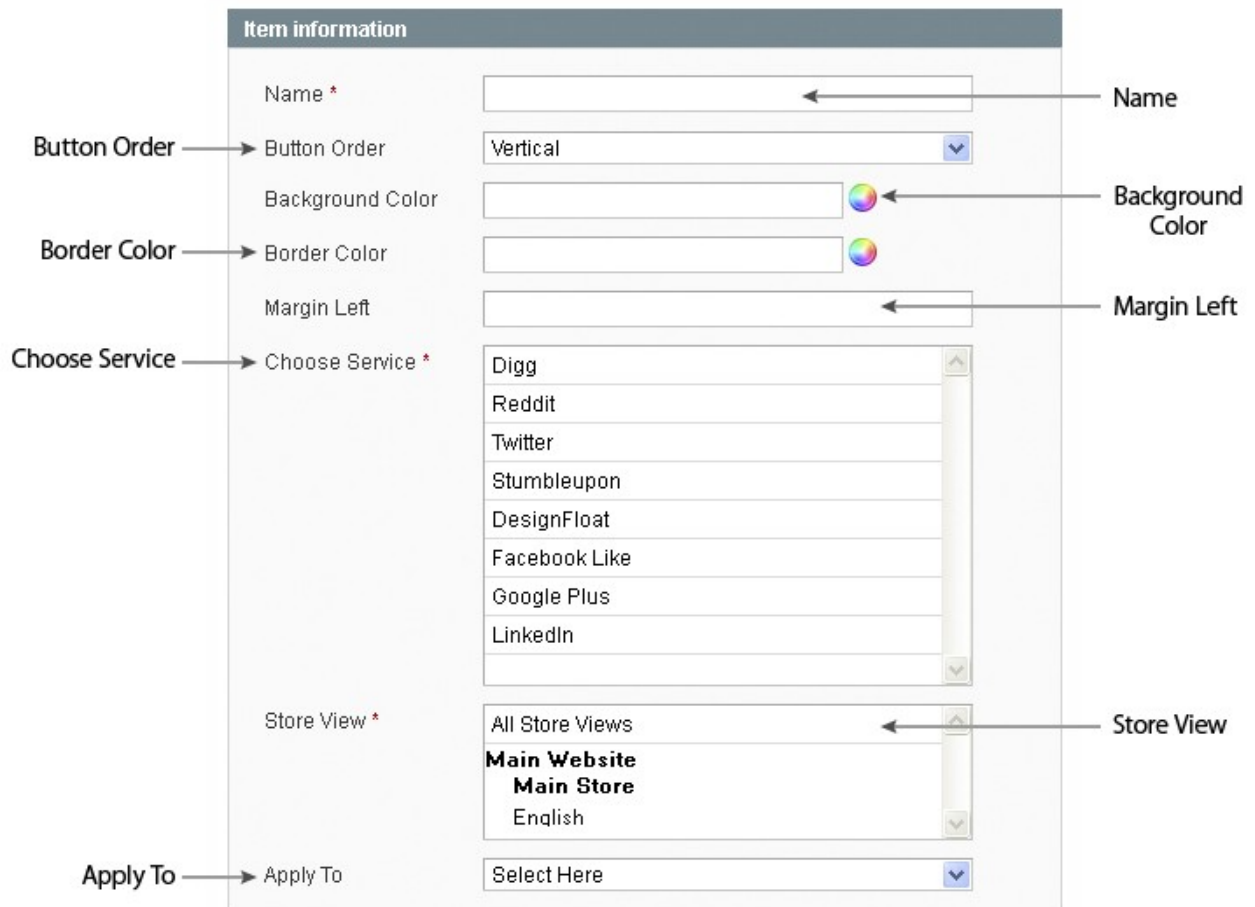 Item information
Name * Name
Button Order Button Order Vertical
Background Color Background
Color
Border Color Border Color
Margin Left Margin Left
Choose Service Choose Service * Digg
Reddit
Twitter
Stumbleupon
DesignFloat
Facebook Like
Google Plus
LinkedIn
Store View * All Store Views Store View
Main Website
Main Store
English
Apply To Apply To Select Here